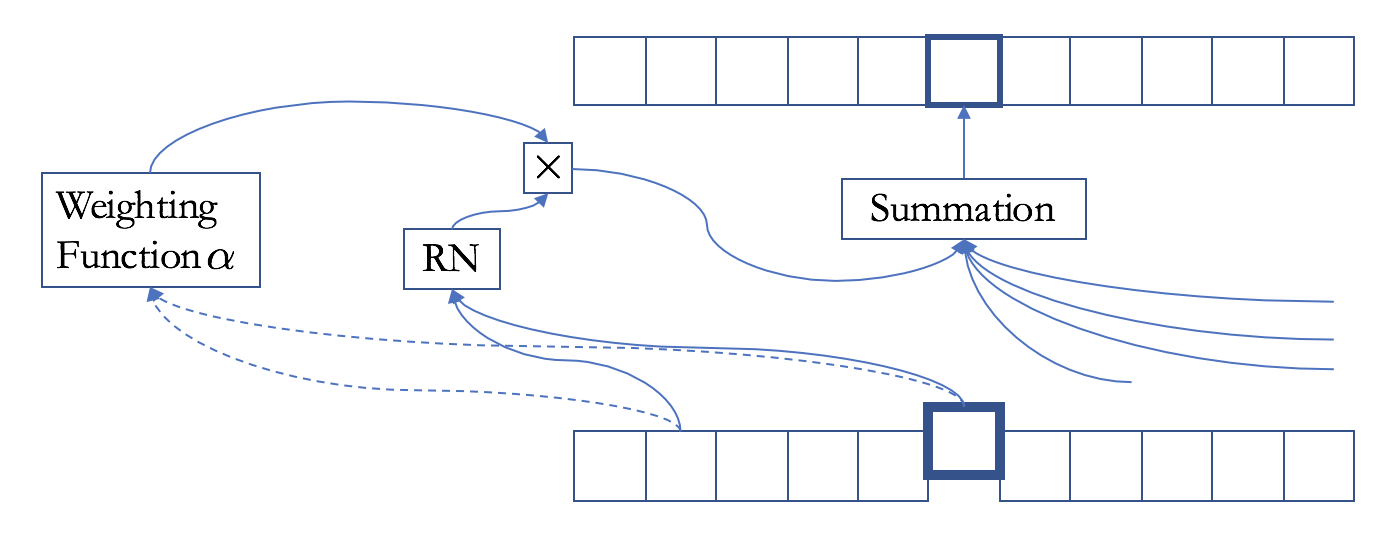 ×
Weighting
Function α
Summation
RN